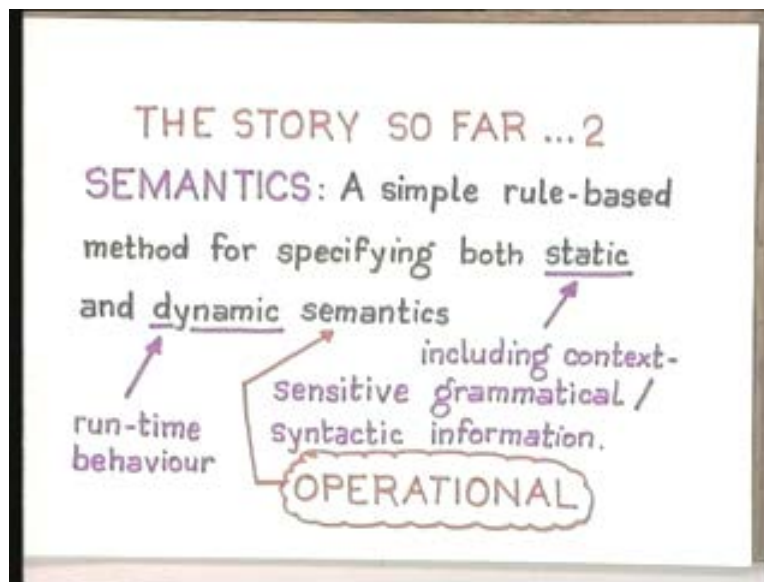 THE STORY SO FAR ... 2
SEMANTICS: A simple rule-based
method for specifying both static
and dynamic semantics
including context-
sensitive grammatical /
syntactic information.
run-time
behaviour
OPERATIONAL